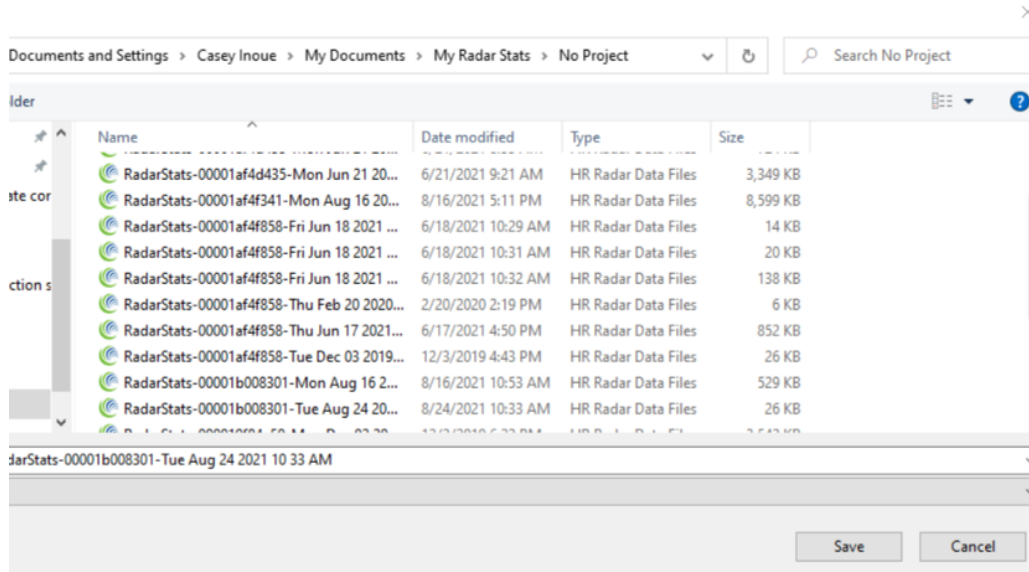 Documents and Settings > Casey Inoue > My Documents > My Radar Stats > No Project Search No Project
lder ?
Name Date modified Type Size
RadarStats-00001af4d435-Mon Jun 21 20... 6/21/2021 9:21 AM HR Radar Data Files 3,349 KB
ate cor RadarStats-00001af4f341-Mon Aug 16 20... 8/16/2021 5:11 PM HR Radar Data Files 8,599 KB
RadarStats-00001af4f858-Fri Jun 18 2021 ... 6/18/2021 10:29 AM HR Radar Data Files 14 KB
RadarStats-00001af4f858-Fri Jun 18 2021 ... 6/18/2021 10:31 AM HR Radar Data Files 20 KB
ction s RadarStats-00001af4f858-Fri Jun 18 2021 ... 6/18/2021 10:32 AM HR Radar Data Files 138 KB
RadarStats-00001af4f858-Thu Feb 20 2020... 2/20/2020 2:19 PM HR Radar Data Files 6 KB
RadarStats-00001af4f858-Thu Jun 17 2021... 6/17/2021 4:50 PM HR Radar Data Files 852 KB
RadarStats-00001af4f858-Tue Dec 03 2019... 12/3/2019 4:43 PM HR Radar Data Files 26 KB
RadarStats-00001b008301-Mon Aug 16 2... 8/16/2021 10:53 AM HR Radar Data Files 529 KB
RadarStats-00001b008301-Tue Aug 24 20... 8/24/2021 10:33 AM HR Radar Data Files 26 KB
darStats-00001b008301-Tue Aug 24 2021 10 33 AM
Save Cancel